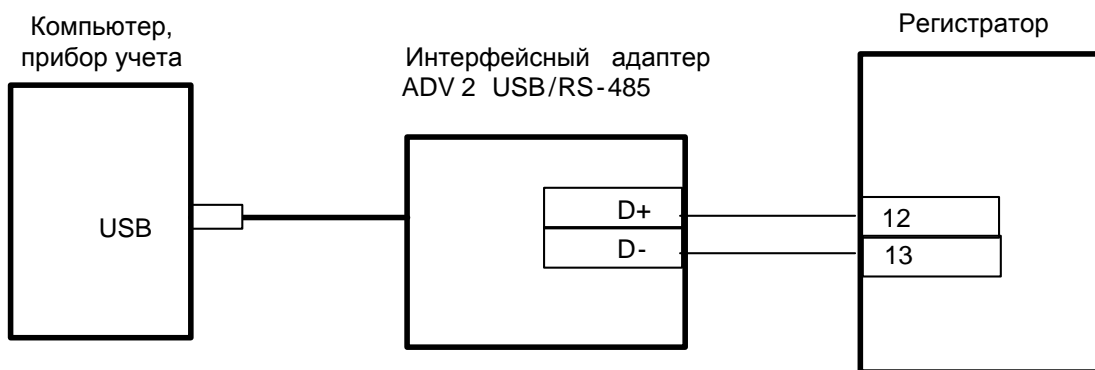 Компьютер,
прибор учета
Интерфейсный адаптер
ADV 2 USB/RS-485
Регистратор
USB
D+
D-
12
13